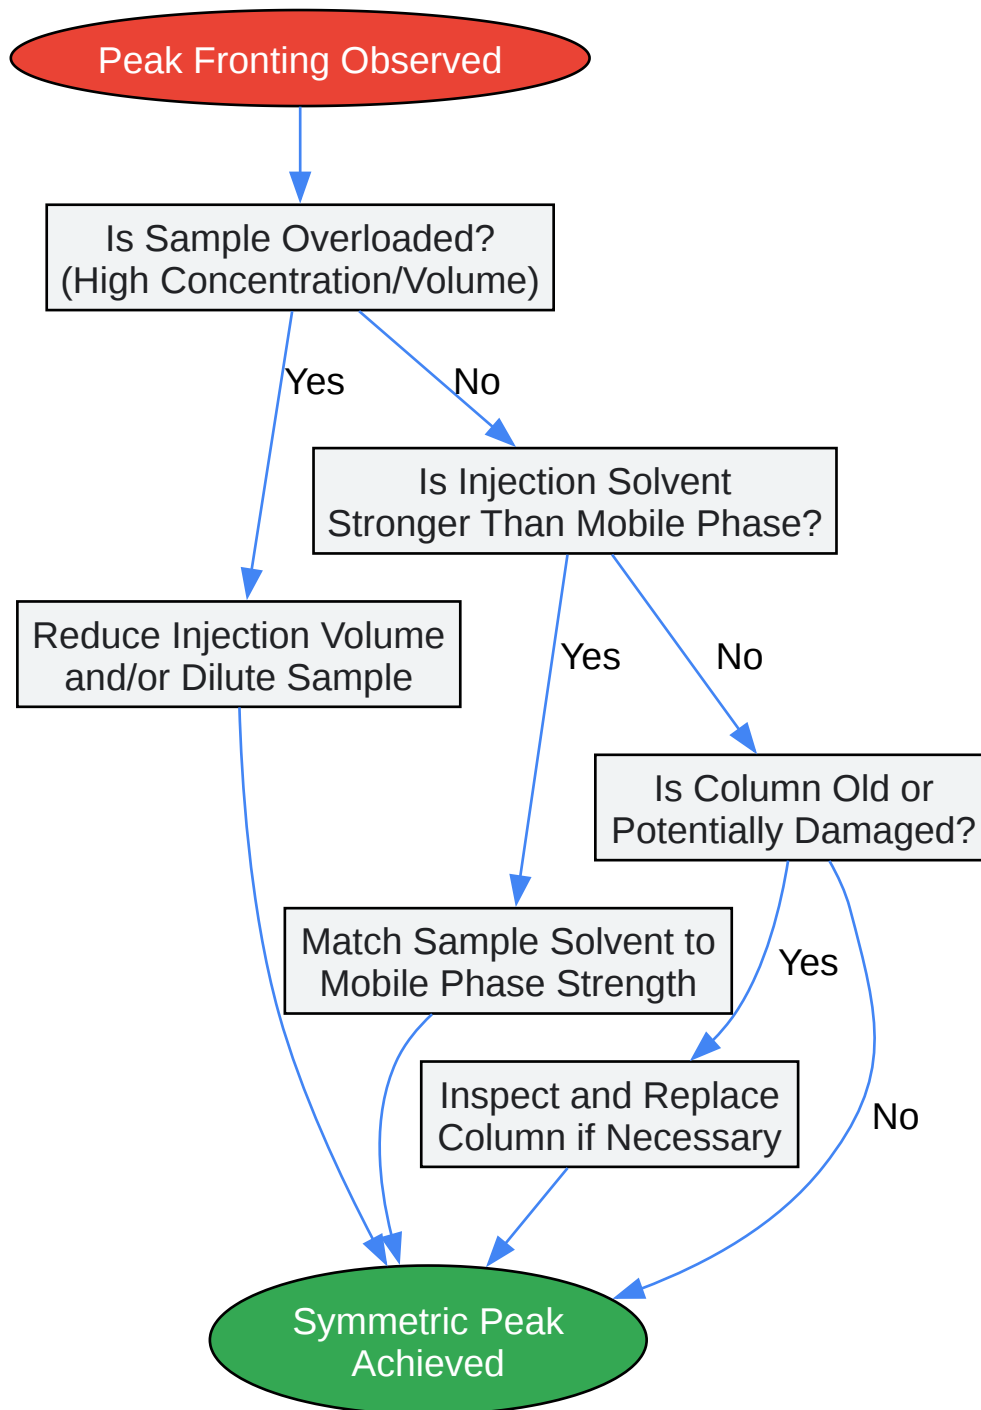 Peak Fronting Observed
Is Sample Overloaded?
(High Concentration/Volume)
Yes
No
Is Injection Solvent
Stronger Than Mobile Phase?
Reduce Injection Volume
and/or Dilute Sample
Yes
No
Is Column Old or
Potentially Damaged?
Match Sample Solvent to
Mobile Phase Strength
Yes
Inspect and Replace
Column if Necessary
No
Symmetric Peak
Achieved